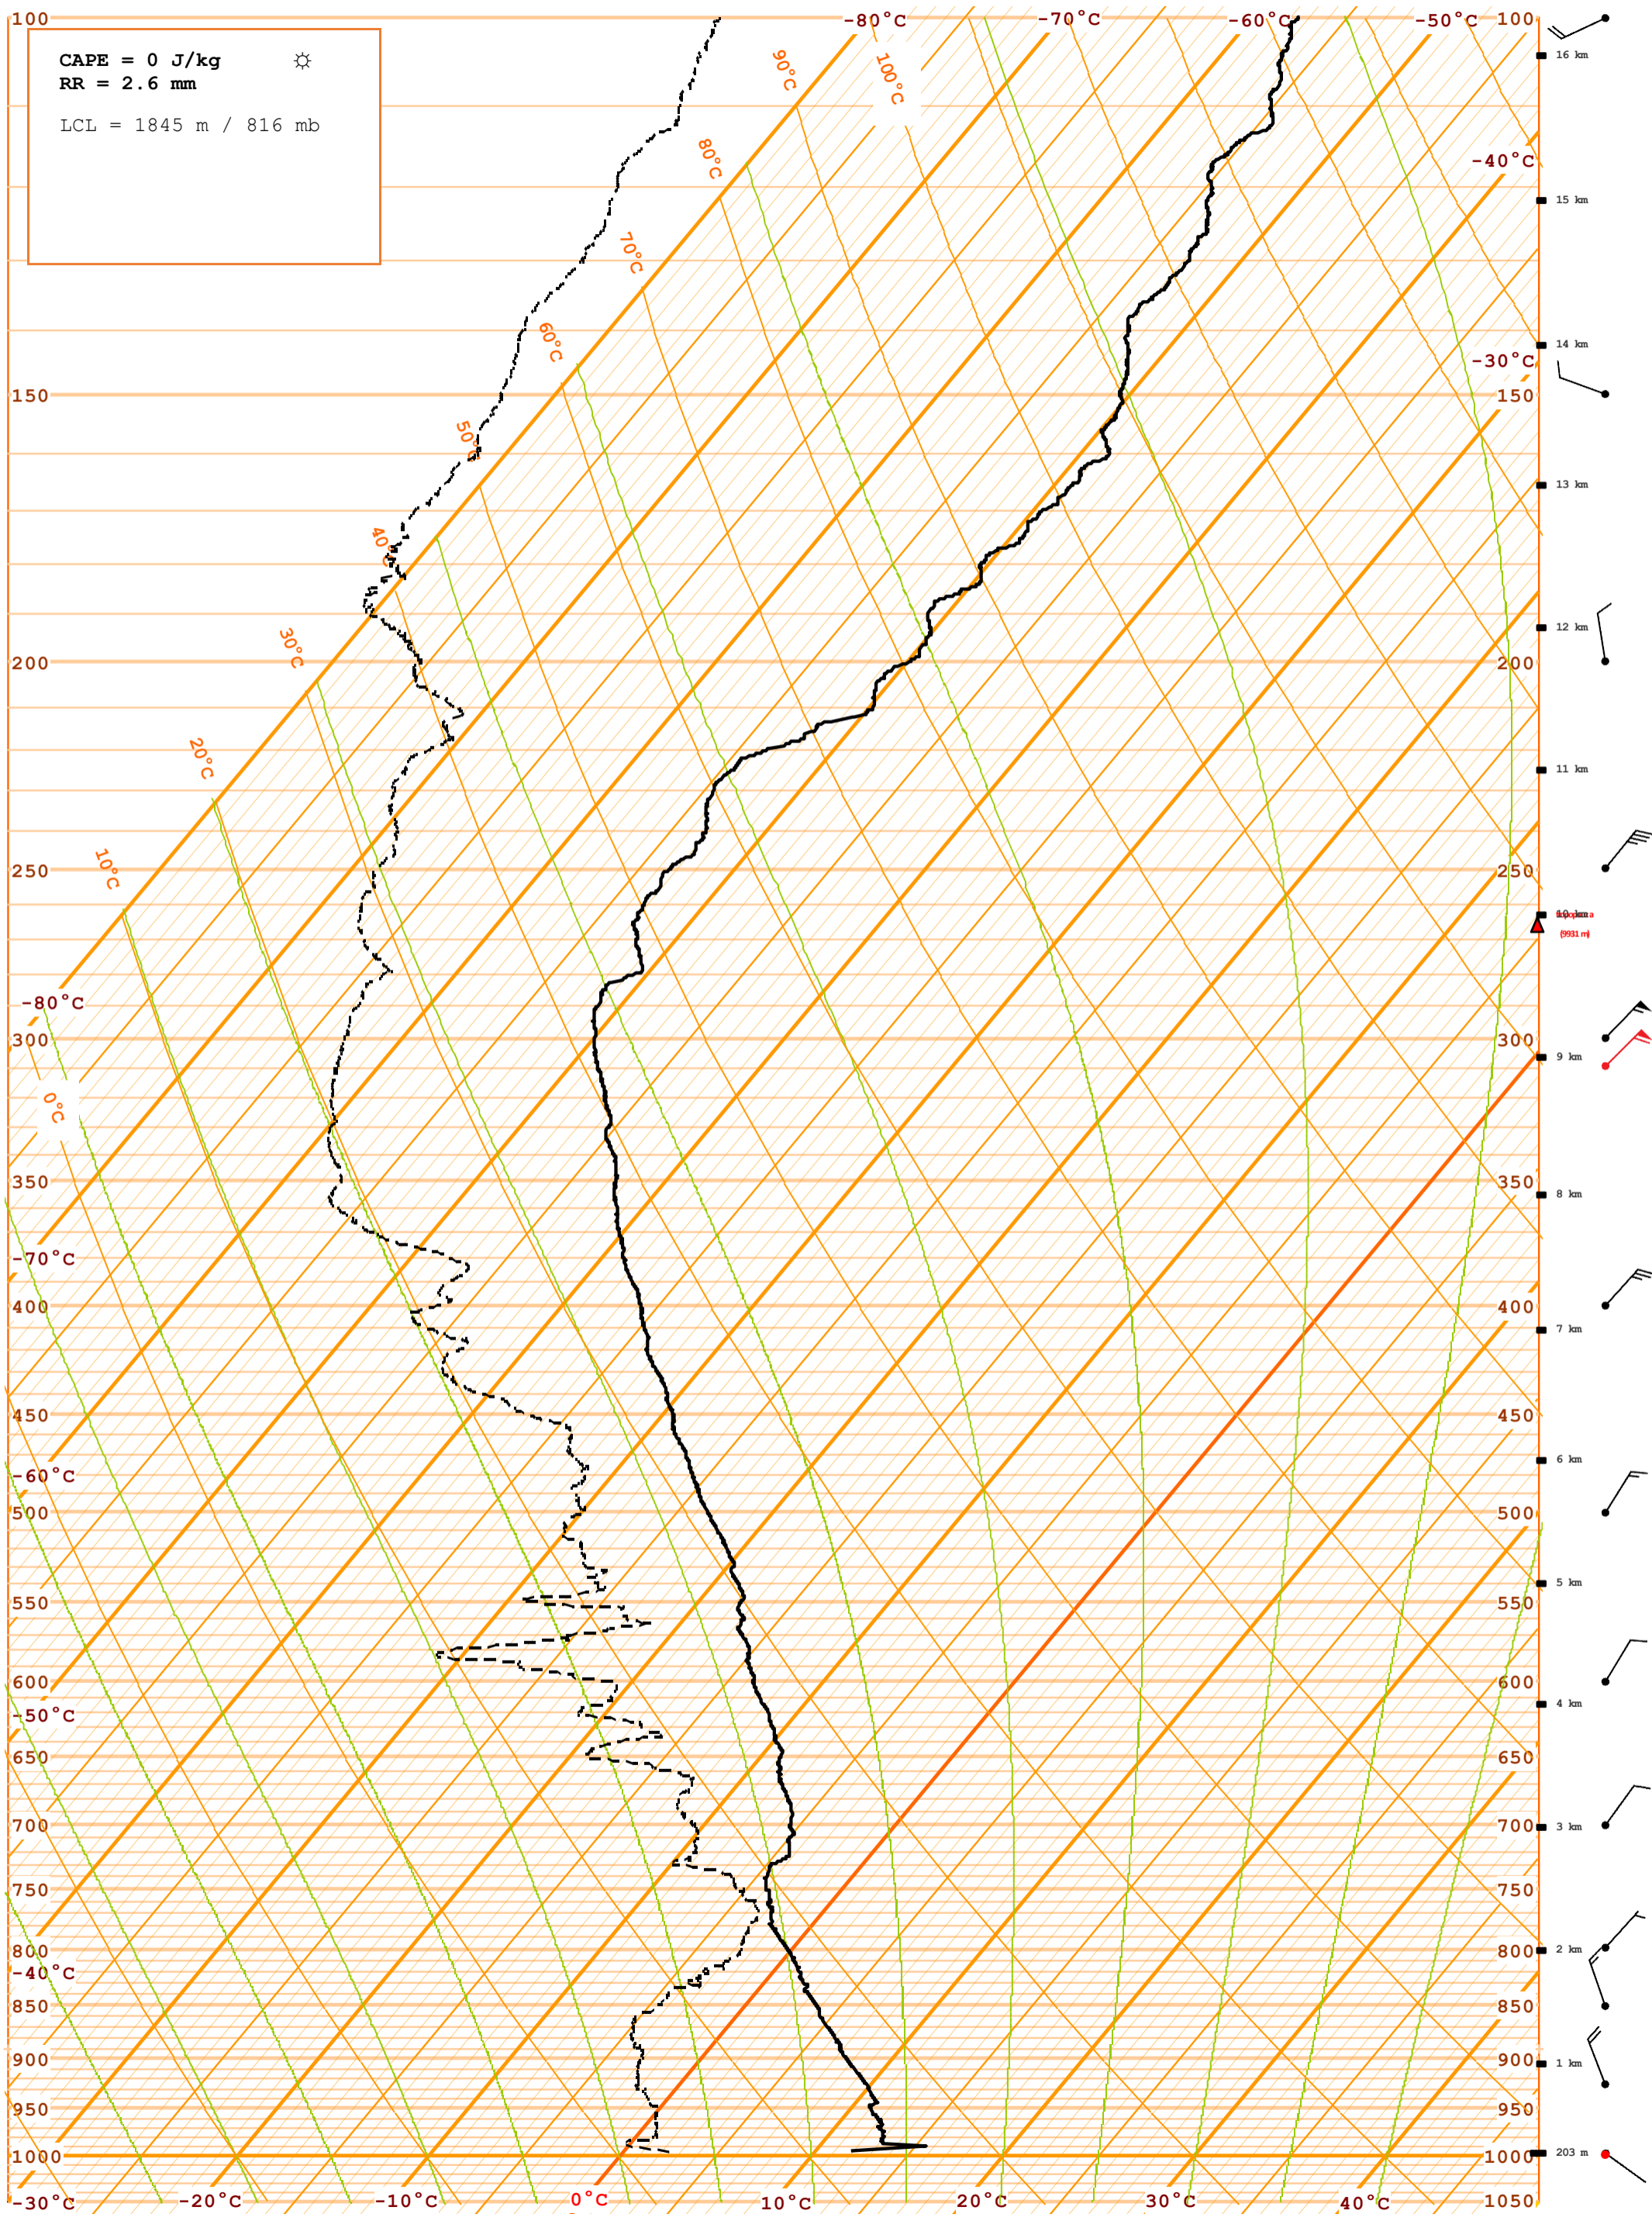 100 -80°C -70°C -60°C -50°C 100
16 km
CAPE = 0 J/kg ☼
RR = 2.6 mm
LCL = 1845 m / 816 mb
90°C 100°C
80°C -40°C
15 km
70°C
60°C 14 km
-30°C
150 150
50°C
13 km
40°C
12 km
30°C
200 200
20°C
11 km
10°C
250 250
(9931 m)
-80°C
300 300
9 km
0°C
350 350
8 km
-70°C
400 400
7 km
450 450
6 km
-60°C
500 500
5 km
550 550
600 600
4 km
-50°C
650 650
700 700
3 km
750 750
800 800
2 km
-40°C
850 850
900 900
1 km
950 950
1000 1000
203 m
-30°C -20°C -10°C 0°C 10°C 20°C 30°C 40°C 1050